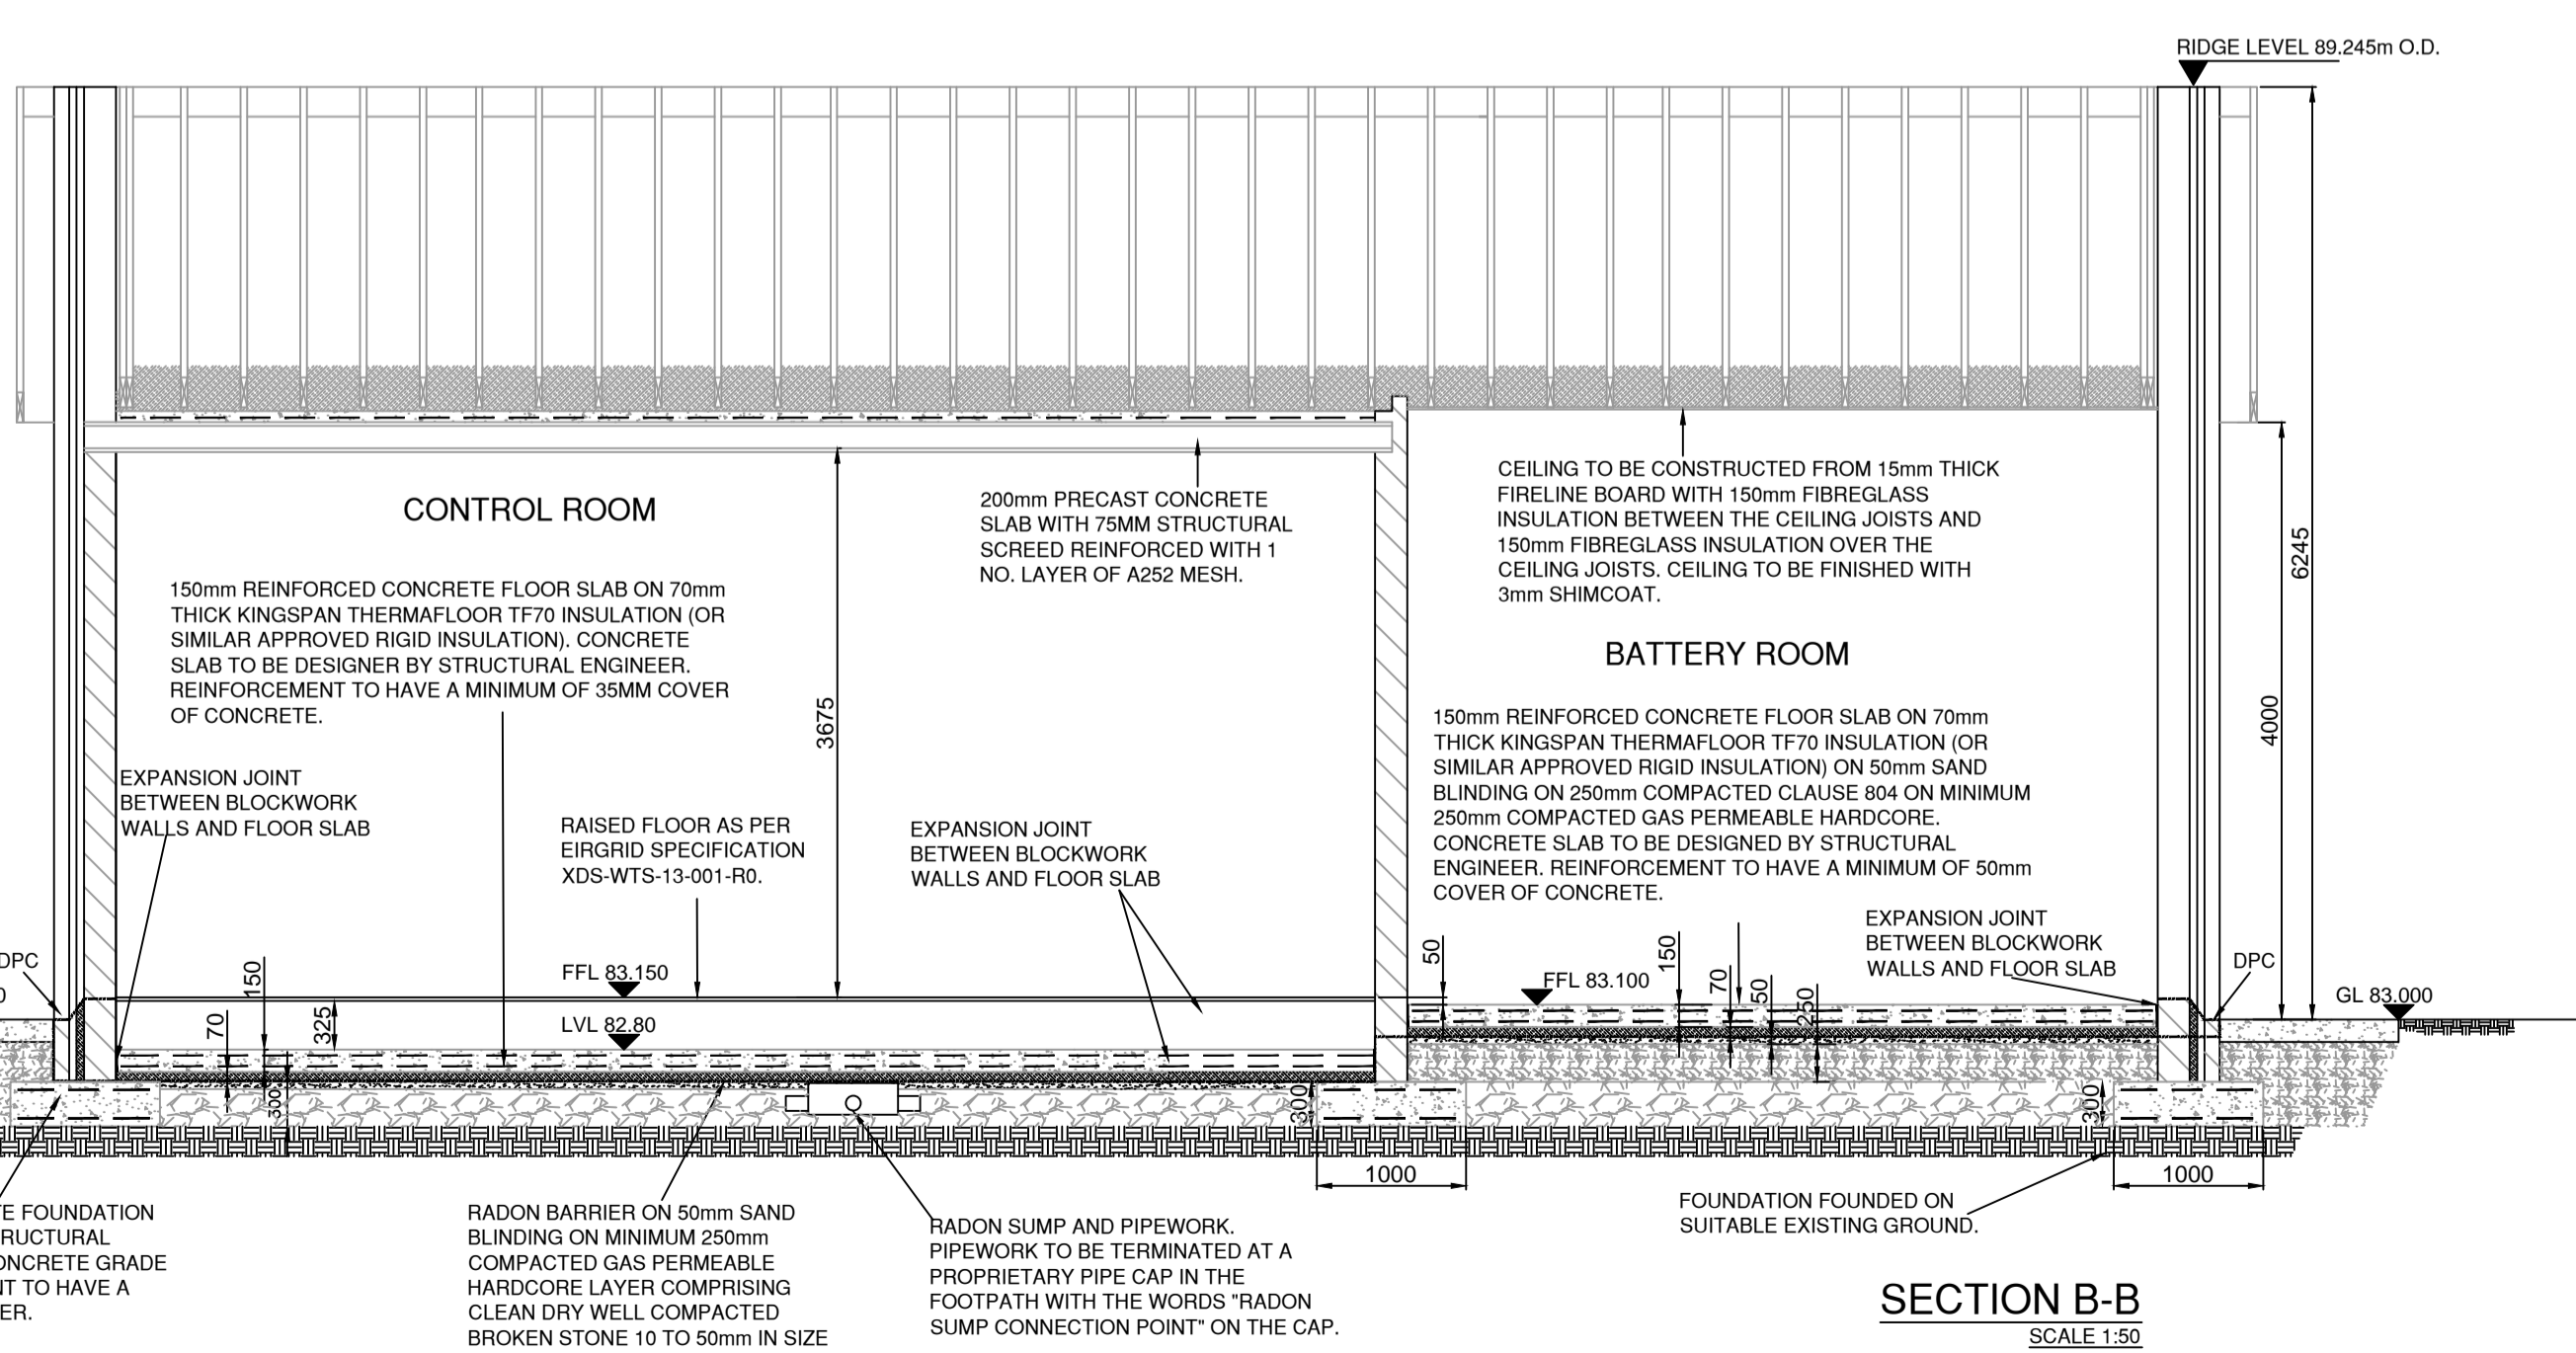 RIDGE LEVEL 89.245m O.D.
CONTROL ROOM
150mm REINFORCED CONCRETE FLOOR SLAB ON 70mm
THICK KINGSPAN THERMAFLOOR TF70 INSULATION (OR
SIMILAR APPROVED RIGID INSULATION). CONCRETE
SLAB TO BE DESIGNER BY STRUCTURAL ENGINEER.
REINFORCEMENT TO HAVE A MINIMUM OF 35MM COVER
OF CONCRETE.
200mm PRECAST CONCRETE
SLAB WITH 75MM STRUCTURAL
SCREED REINFORCED WITH 1
NO. LAYER OF A252 MESH.
CEILING TO BE CONSTRUCTED FROM 15mm THICK
FIRELINE BOARD WITH 150mm FIBREGLASS
INSULATION BETWEEN THE CEILING JOISTS AND
150mm FIBREGLASS INSULATION OVER THE
CEILING JOISTS. CEILING TO BE FINISHED WITH
3mm SHIMCOAT.
6245
4000
3675
BATTERY ROOM
150mm REINFORCED CONCRETE FLOOR SLAB ON 70mm
THICK KINGSPAN THERMAFLOOR TF70 INSULATION (OR
SIMILAR APPROVED RIGID INSULATION) ON 50mm SAND
BLINDING ON 250mm COMPACTED CLAUSE 804 ON MINIMUM
250mm COMPACTED GAS PERMEABLE HARDCORE.
CONCRETE SLAB TO BE DESIGNED BY STRUCTURAL
ENGINEER. REINFORCEMENT TO HAVE A MINIMUM OF 50mm
COVER OF CONCRETE.
EXPANSION JOINT
BETWEEN BLOCKWORK
WALLS AND FLOOR SLAB
RAISED FLOOR AS PER
EIRGRID SPECIFICATION
XDS-WTS-13-001-R0.
EXPANSION JOINT
BETWEEN BLOCKWORK
WALLS AND FLOOR SLAB
EXPANSION JOINT
BETWEEN BLOCKWORK
WALLS AND FLOOR SLAB
DPC
0
DPC
FFL 83.150
LVL 82.80
FFL 83.100
GL 83.000
70
150
325
300
50
150
70
50
250
300
300
1000
1000
TE FOUNDATION
RUCTURAL
ONCRETE GRADE
NT TO HAVE A
ER.
RADON BARRIER ON 50mm SAND
BLINDING ON MINIMUM 250mm
COMPACTED GAS PERMEABLE
HARDCORE LAYER COMPRISING
CLEAN DRY WELL COMPACTED
BROKEN STONE 10 TO 50mm IN SIZE
RADON SUMP AND PIPEWORK.
PIPEWORK TO BE TERMINATED AT A
PROPRIETARY PIPE CAP IN THE
FOOTPATH WITH THE WORDS "RADON
SUMP CONNECTION POINT" ON THE CAP.
FOUNDATION FOUNDED ON
SUITABLE EXISTING GROUND.
SECTION B-B
SCALE 1:50